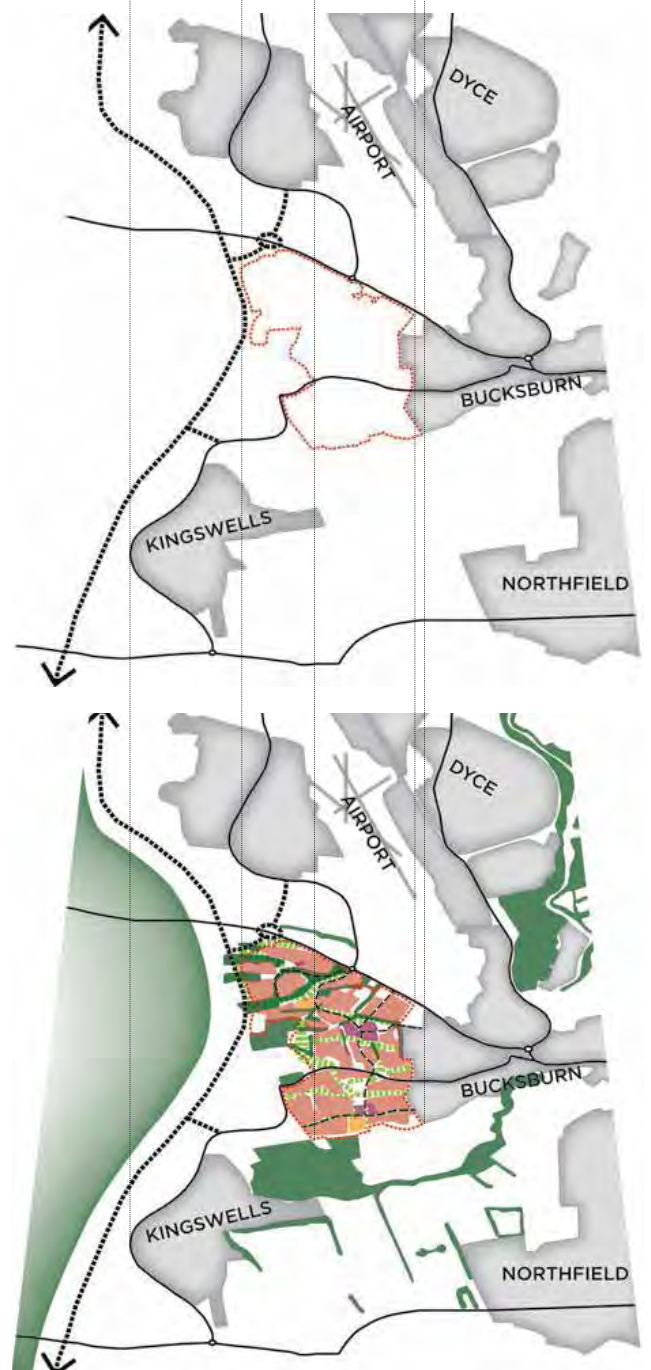 DYCE
AIRPORT
BUCKSBURN
KINGSWELLS
NORTHFIELD
DYCE
AIRPORT
BUCKSBURN
KINGSWELLS
NORTHFIELD